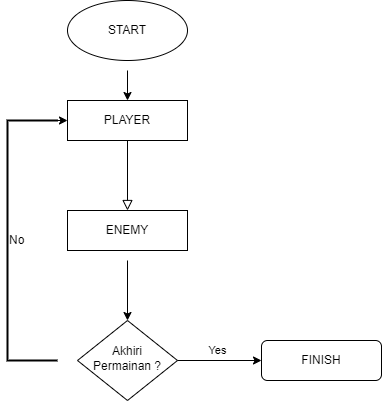 START
PLAYER
ENEMY
No
Akhiri
Permainan ?
Yes
FINISH